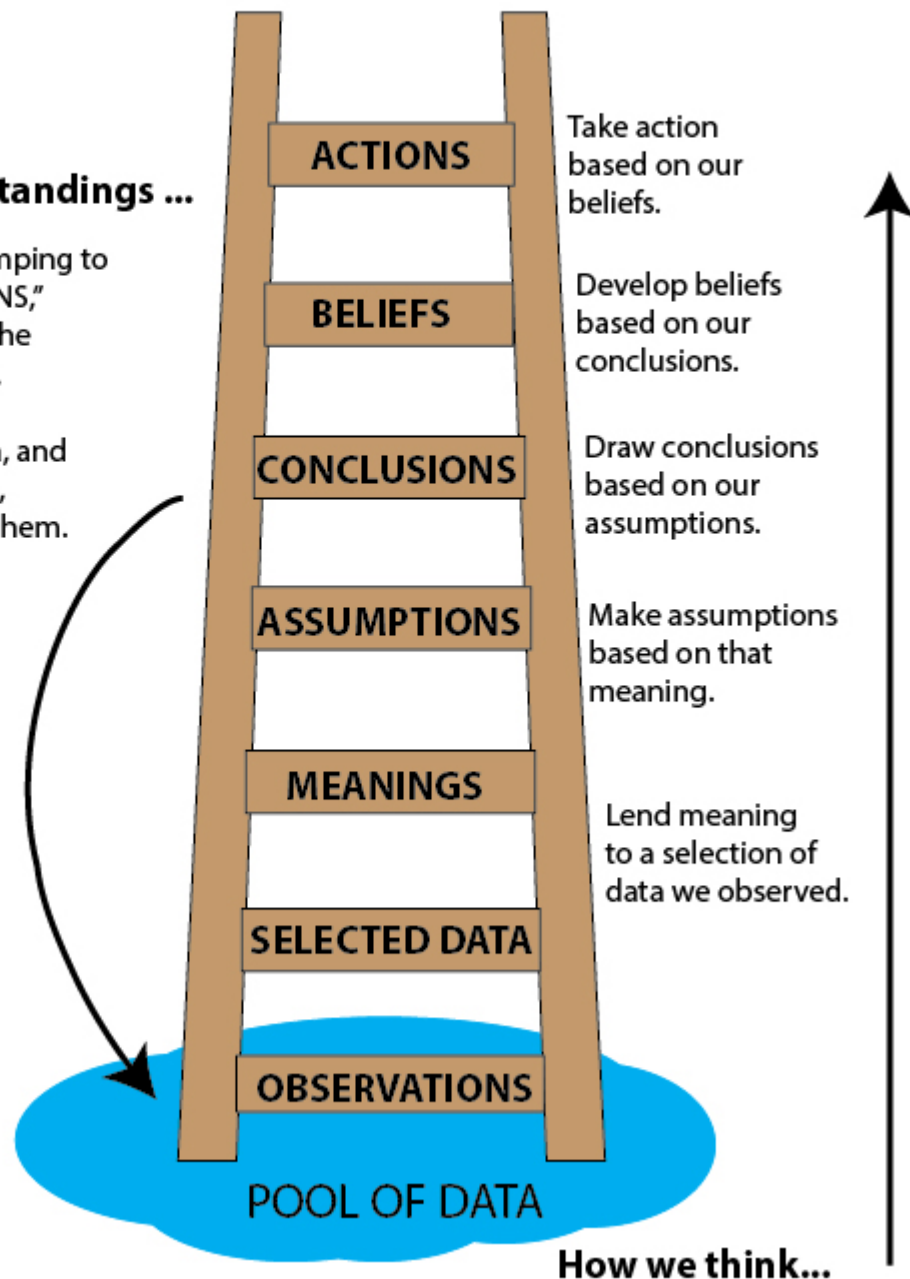 ACTIONS
Take action
based on our
beliefs.
standings ...
mping to
NS,”
he
BELIEFS
Develop beliefs
based on our
conclusions.
, and
,
hem.
CONCLUSIONS
Draw conclusions
based on our
assumptions.
ASSUMPTIONS
Make assumptions
based on that
meaning.
MEANINGS
Lend meaning
to a selection of
data we observed.
SELECTED DATA
OBSERVATIONS
POOL OF DATA
How we think...